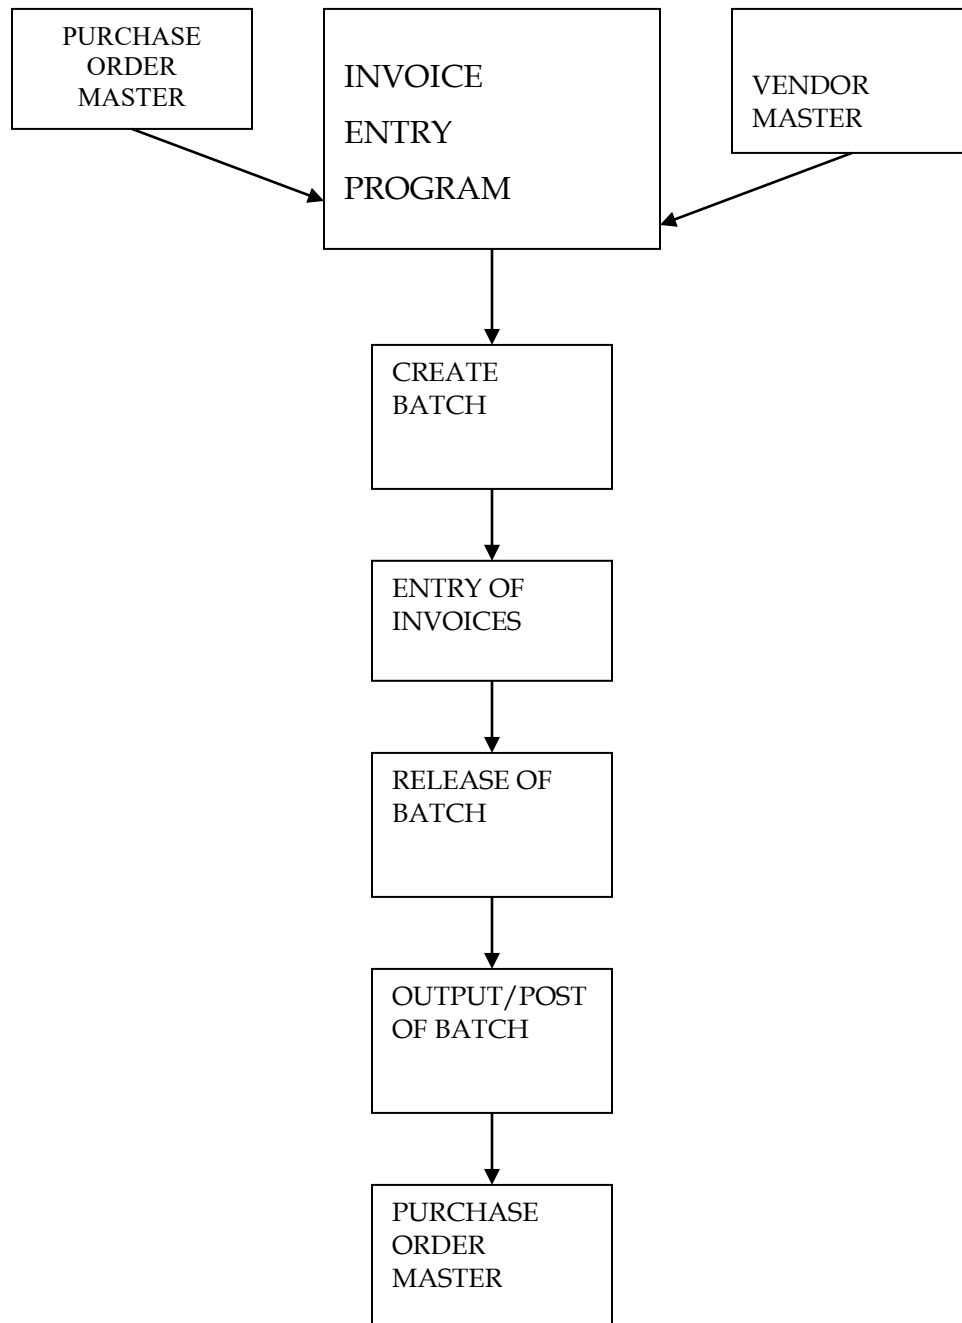 PURCHASE
ORDER
MASTER
INVOICE
ENTRY
PROGRAM
VENDOR
MASTER
CREATE
BATCH
ENTRY OF
INVOICES
RELEASE OF
BATCH
OUTPUT/POST
OF BATCH
PURCHASE
ORDER
MASTER